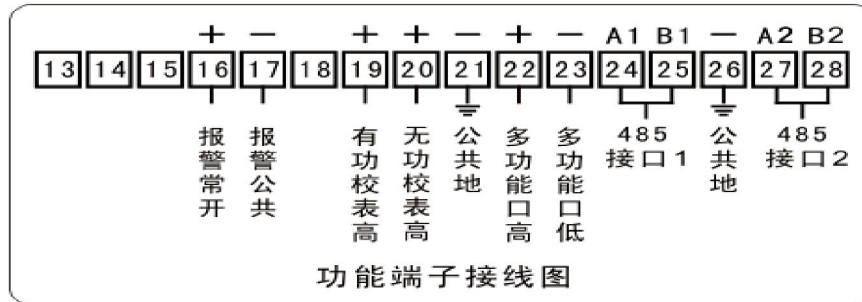 + - + + - + - A1 B1 - A2 B2
13 14 15 16 17 18 19 20 21 22 23 24 25 26 27 28
报警常开
报警公共
有功校表高
无功校表高
公共地
多功能口高
多功能口低
485
接口1
公共地
485
接口2
功能端子接线图